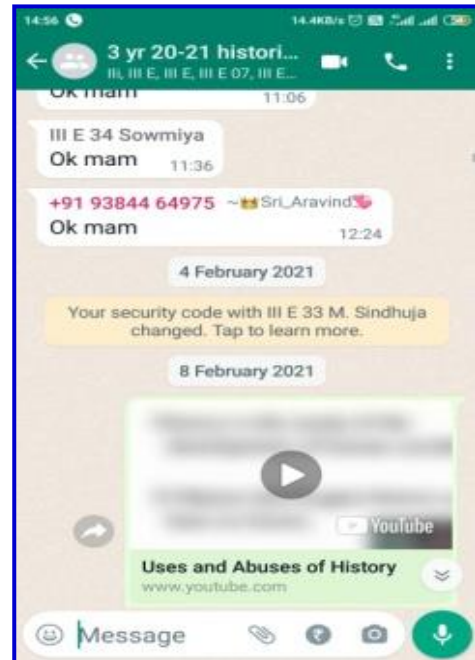 14:56 14.4KB/s
3 yr 20-21 histori...
III, III E, III E, III E 07, III E...
Ok mam 11:06
III E 34 Sowmiya
Ok mam 11:36
+91 93844 64975 ~Sri_Aravind
Ok mam 12:24
4 February 2021
Your security code with III E 33 M. Sindhuja
changed. Tap to learn more.
8 February 2021
YouTube
Uses and Abuses of History
www.youtube.com
Message